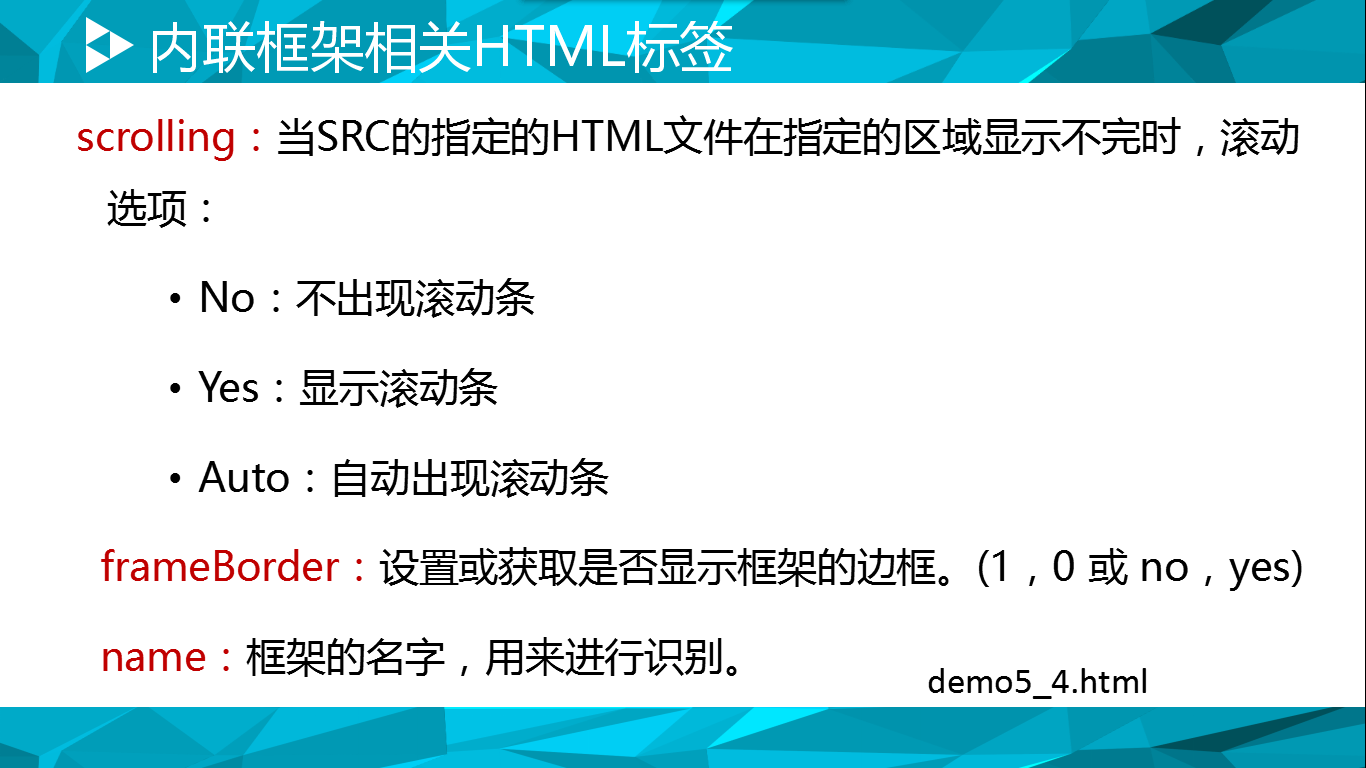 内联框架相关HTML标签
scrolling：当SRC的指定的HTML文件在指定的区域显示不完时，滚动
选项：
• No：不出现滚动条
• Yes：显示滚动条
• Auto：自动出现滚动条
frameBorder：设置或获取是否显示框架的边框。(1，0 或 no，yes)
name：框架的名字，用来进行识别。
demo5_4.html